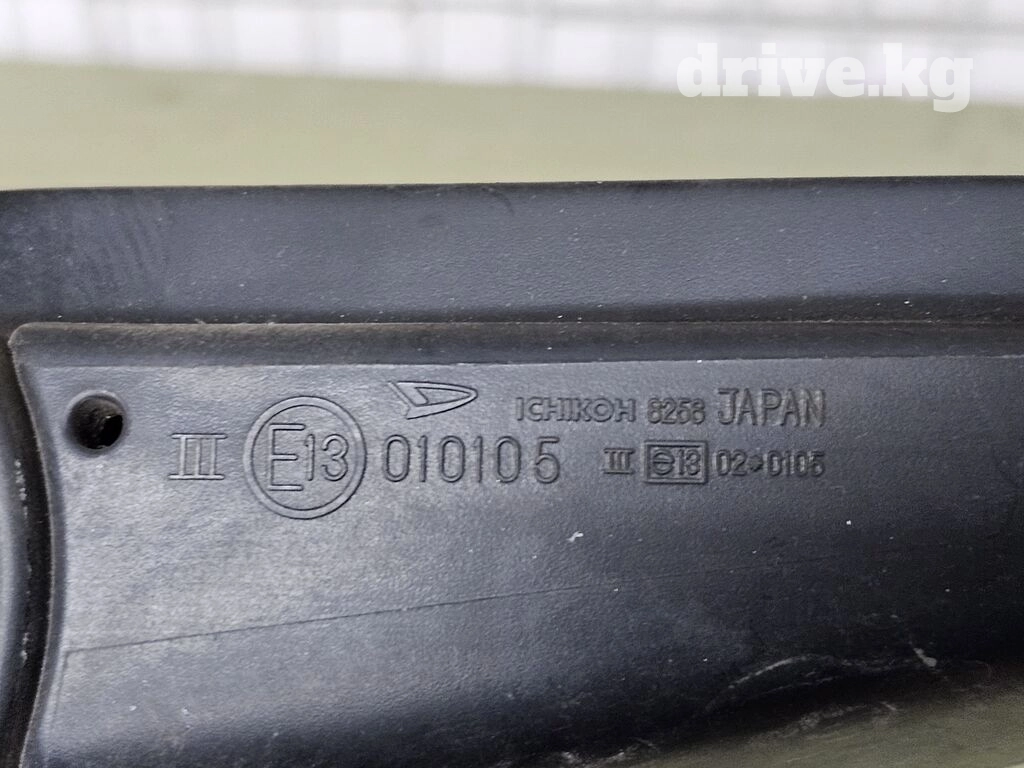 drive.kg
ICHIKOH 8258 JAPAN
III E13 010105 III e13 02*0105